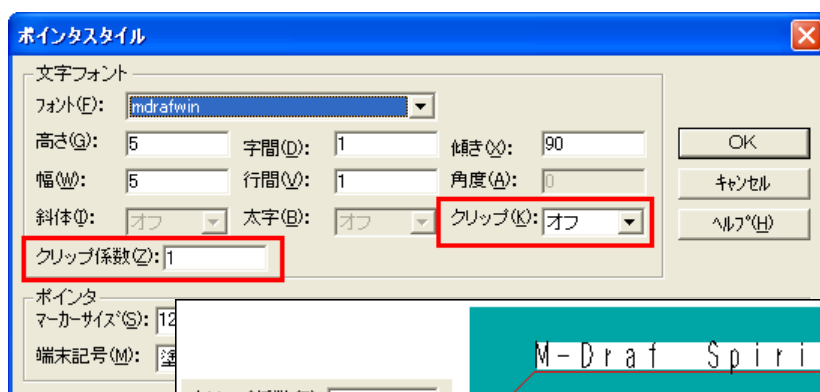 ポインタスタイル
文字フォント
フォント(F): mdrafwin
高さ(G): 5 字間(D): 1 傾き(X): 90 OK
幅(W): 5 行間(V): 1 角度(A): 0 キャンセル
斜体(I): オフ 太字(B): オフ クリップ(K): オフ ヘルプ(H)
クリップ係数(Z): 1
ポインタ
マーカーサイズ(S): 12
端末記号(M): 塗
M-Draf Spiri